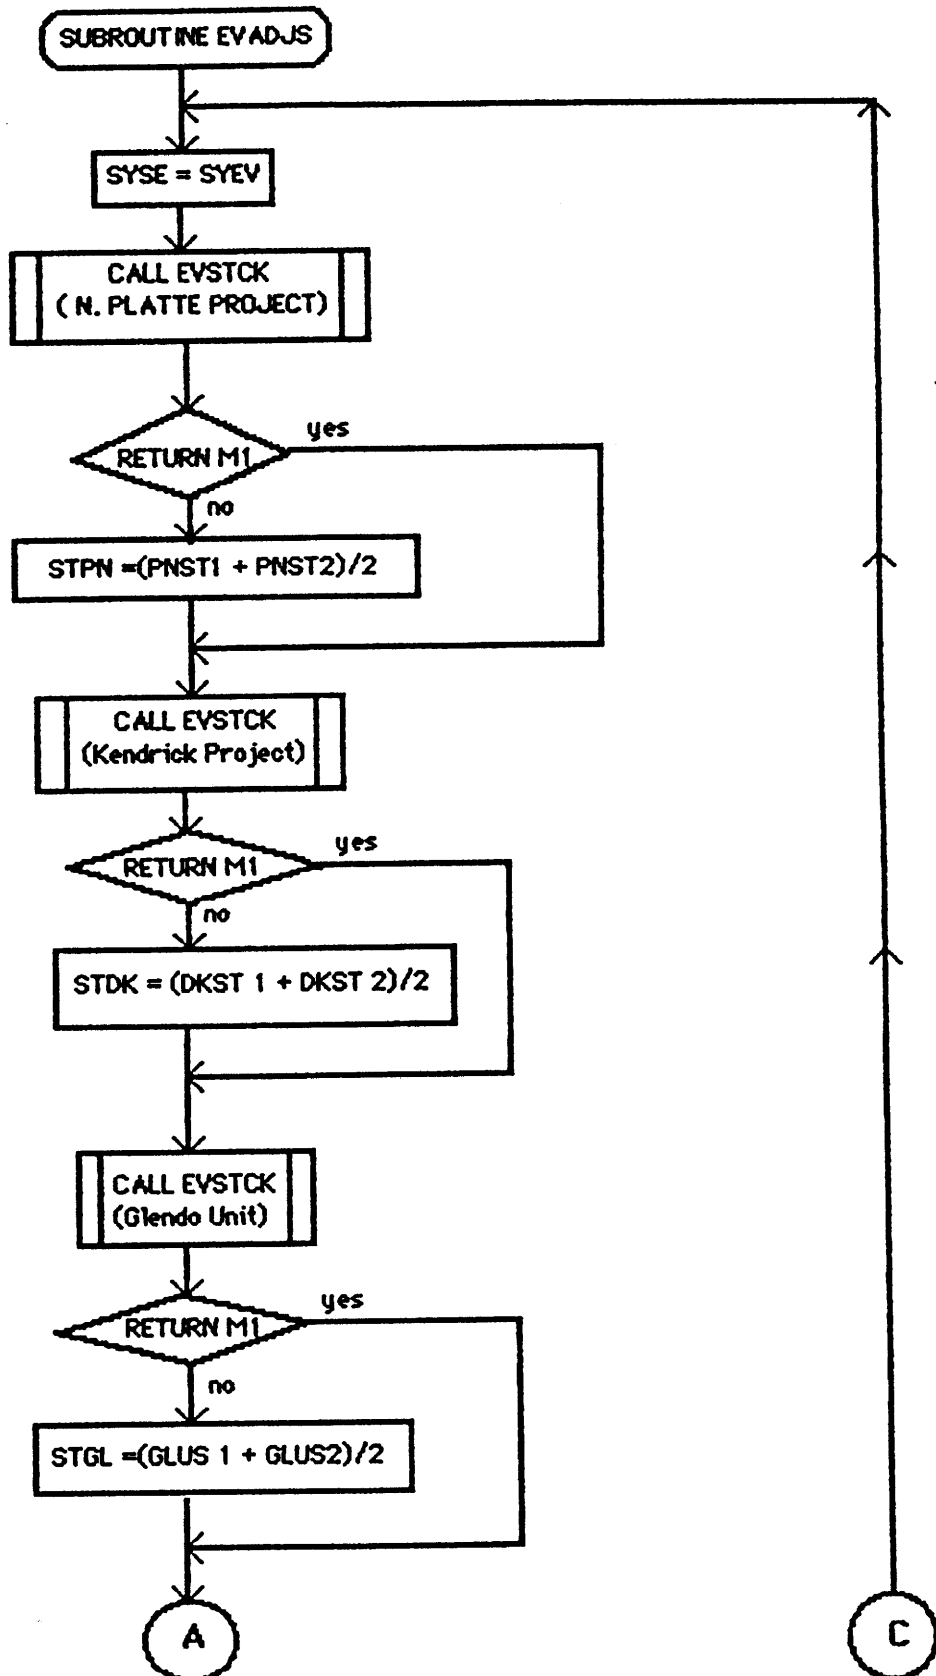 SUBROUTINE EVADJS
SYSE = SYEV
CALL EVSTCK
( N. PLATTE PROJECT)
yes
RETURN M1
no
STPN =(PNST1 + PNST2)/2
CALL EVSTCK
(Kendrick Project)
yes
RETURN M1
no
STDK = (DKST 1 + DKST 2)/2
CALL EVSTCK
(Glendo Unit)
yes
RETURN M1
no
STGL =(GLUS 1 + GLUS2)/2
A
C